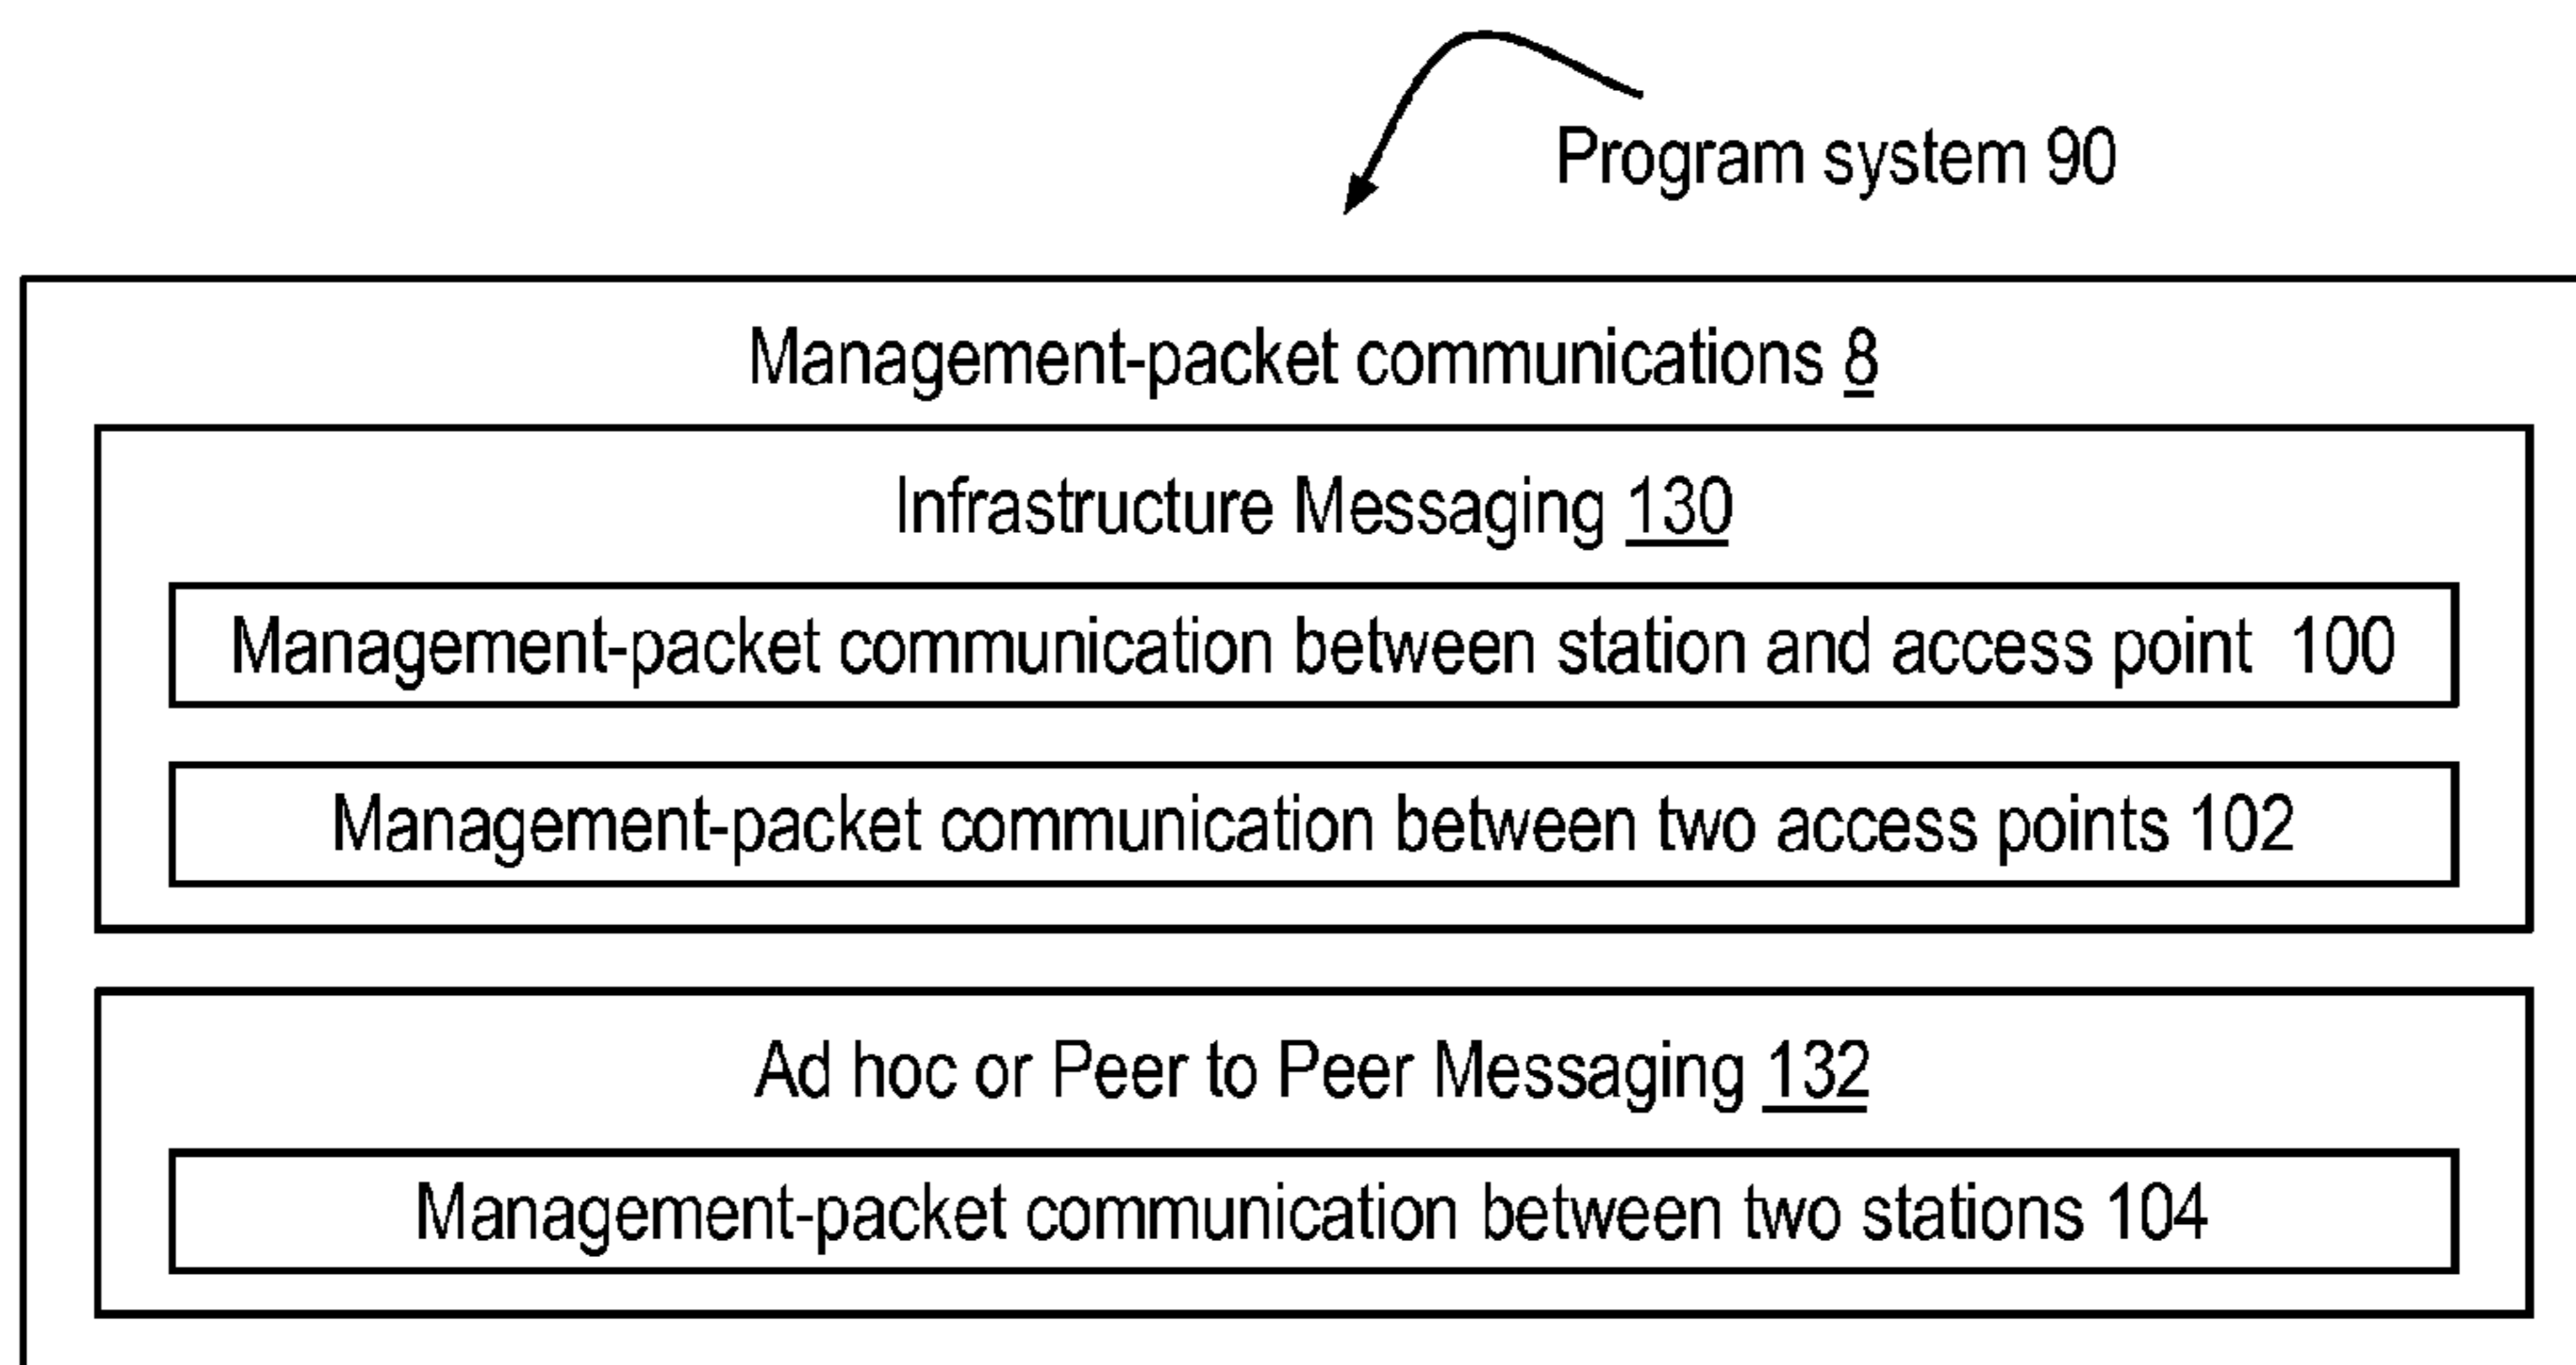 Program system 90
Management-packet communications 8
Infrastructure Messaging 130
Management-packet communication between station and access point 100
Management-packet communication between two access points 102
Ad hoc or Peer to Peer Messaging 132
Management-packet communication between two stations 104